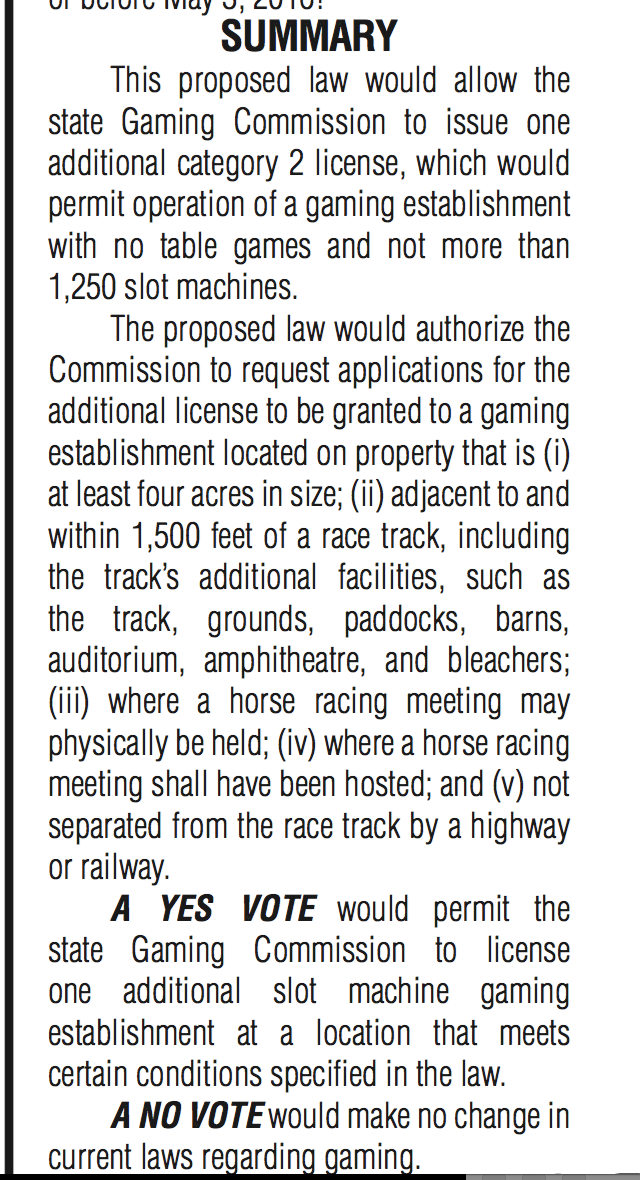 or before May 3, 2016?
SUMMARY
This proposed law would allow the
state Gaming Commission to issue one
additional category 2 license, which would
permit operation of a gaming establishment
with no table games and not more than
1,250 slot machines.
The proposed law would authorize the
Commission to request applications for the
additional license to be granted to a gaming
establishment located on property that is (i)
at least four acres in size; (ii) adjacent to and
within 1,500 feet of a race track, including
the track's additional facilities, such as
the track, grounds, paddocks, barns,
auditorium, amphitheatre, and bleachers;
(iii) where a horse racing meeting may
physically be held; (iv) where a horse racing
meeting shall have been hosted; and (v) not
separated from the race track by a highway
or railway.
A YES VOTE would permit the
state Gaming Commission to license
one additional slot machine gaming
establishment at a location that meets
certain conditions specified in the law.
A NO VOTE would make no change in
current laws regarding gaming.